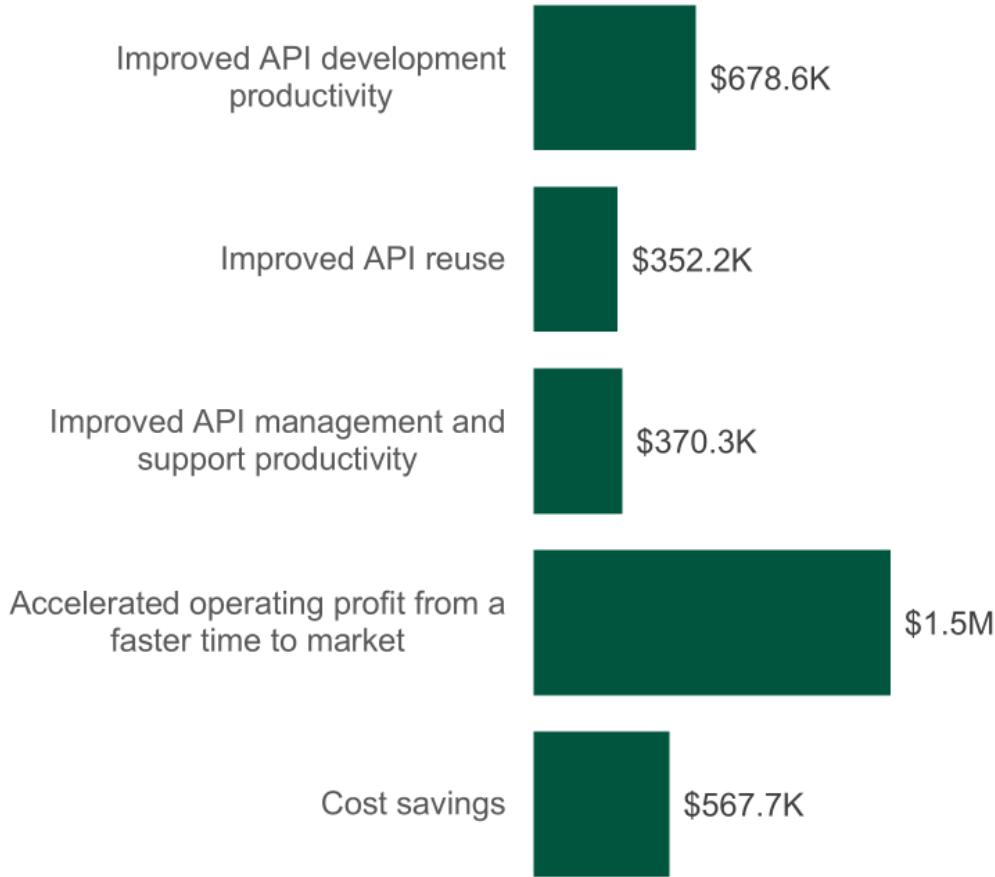 Improved API development
productivity
$678.6K
Improved API reuse
$352.2K
Improved API management and
support productivity
$370.3K
Accelerated operating profit from a
faster time to market
$1.5M
Cost savings
$567.7K